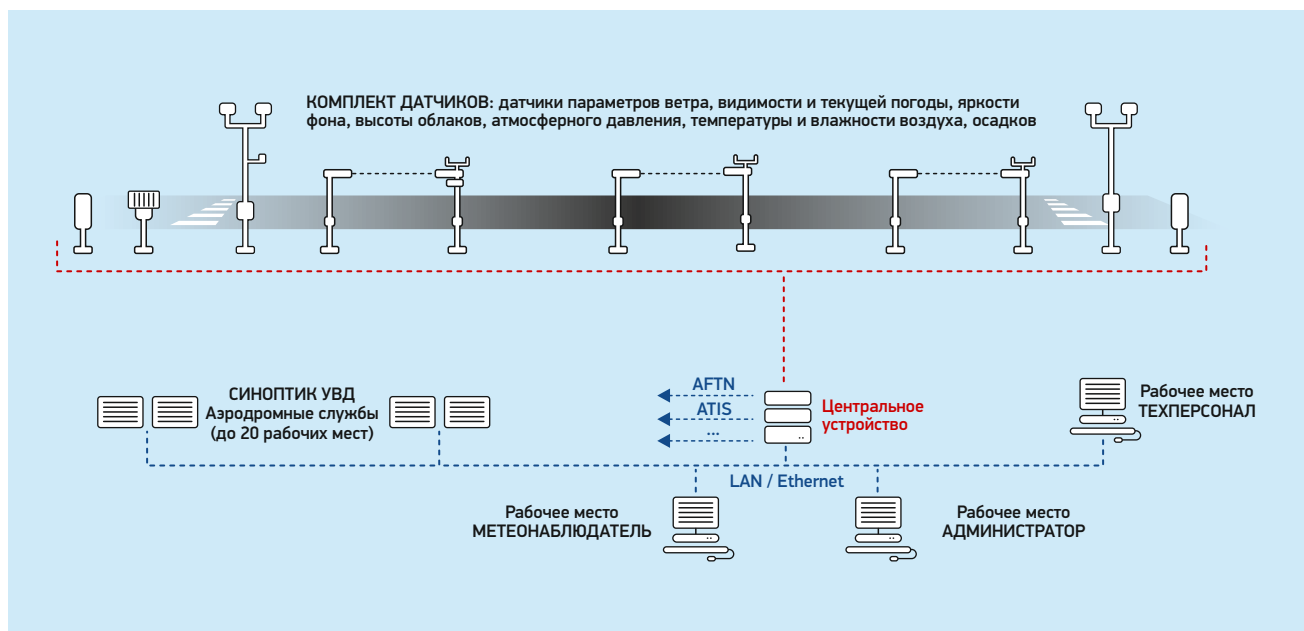 КОМПЛЕКТ ДАТЧИКОВ: датчики параметров ветра, видимости и текущей погоды, яркости
фона, высоты облаков, атмосферного давления, температуры и влажности воздуха, осадков
СИНОПТИК УВД
Аэродромные службы
(до 20 рабочих мест)
AFTN
ATIS
...
Центральное
устройство
Рабочее место
ТЕХПЕРСОНАЛ
LAN / Ethernet
Рабочее место
МЕТЕОНАБЛЮДАТЕЛЬ
Рабочее место
АДМИНИСТРАТОР